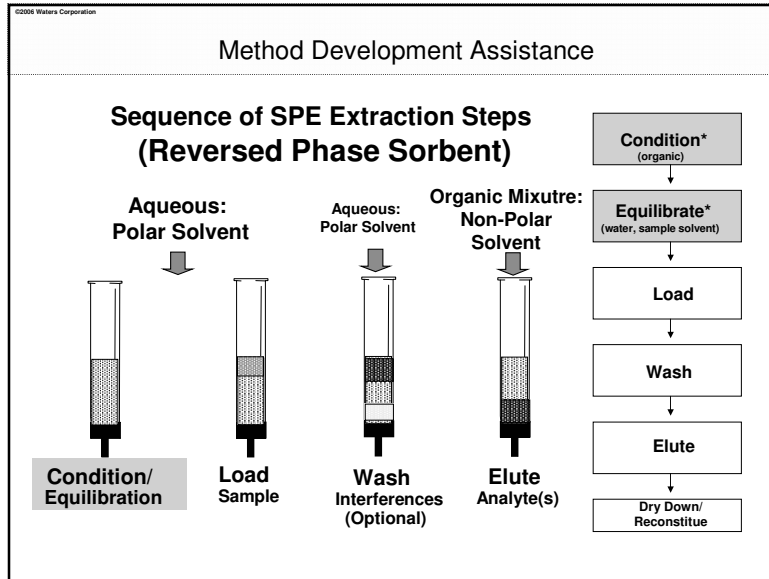 ©2006 Waters Corporation
Method Development Assistance
Sequence of SPE Extraction Steps
(Reversed Phase Sorbent)
Aqueous:
Polar Solvent
Aqueous:
Polar Solvent
Organic Mixutre:
Non-Polar
Solvent
Condition/
Equilibration
Load
Sample
Wash
Interferences
(Optional)
Elute
Analyte(s)
Condition*
(organic)
Equilibrate*
(water, sample solvent)
Load
Wash
Elute
Dry Down/
Reconstitue